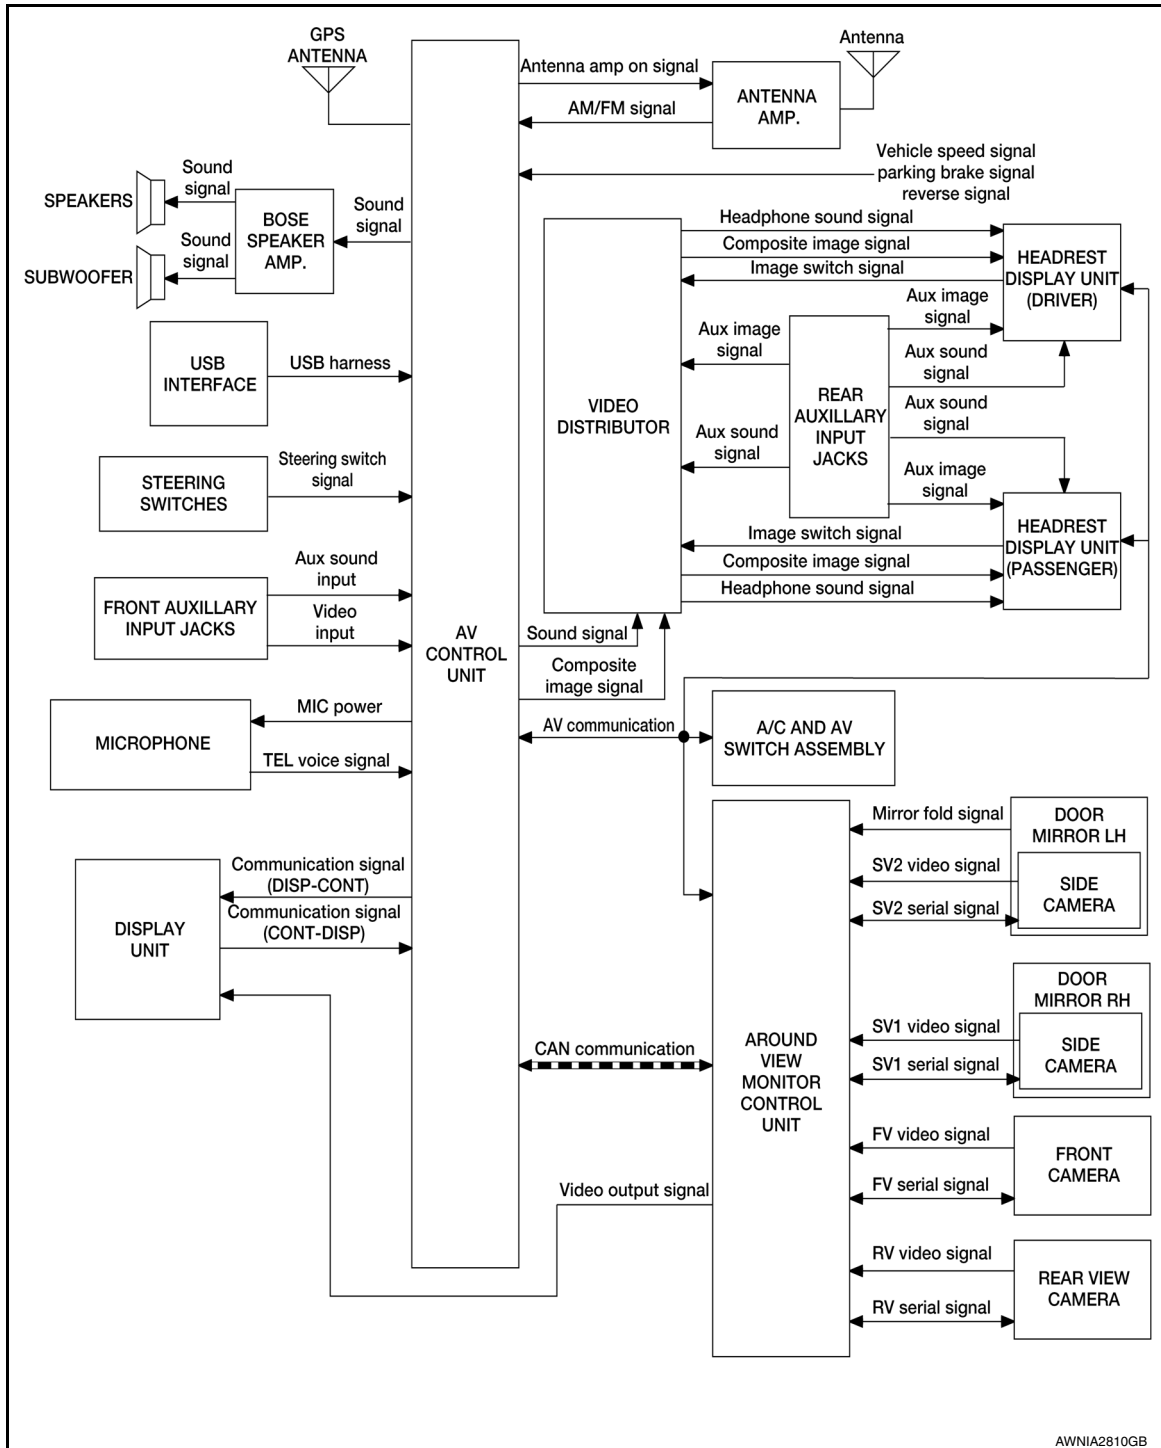 GPS
ANTENNA
Antenna
Antenna amp on signal
ANTENNA
AMP.
AM/FM signal
Vehicle speed signal
parking brake signal
reverse signal
SPEAKERS
Sound
signal
BOSE
SPEAKER
AMP.
Sound
signal
Sound
signal
SUBWOOFER
Headphone sound signal
Composite image signal
Image switch signal
HEADREST
DISPLAY UNIT
(DRIVER)
Aux image
signal
Aux image
signal
Aux sound
signal
USB
INTERFACE
USB harness
VIDEO
DISTRIBUTOR
REAR
AUXILLARY
INPUT
JACKS
Aux sound
signal
Aux sound
signal
Aux image
signal
STEERING
SWITCHES
Steering switch
signal
HEADREST
DISPLAY UNIT
(PASSENGER)
Image switch signal
Composite image signal
Headphone sound signal
FRONT AUXILLARY
INPUT JACKS
Aux sound
input
Video
input
AV
CONTROL
UNIT
Sound signal
Composite
image signal
MICROPHONE
MIC power
TEL voice signal
AV communication
A/C AND AV
SWITCH ASSEMBLY
Mirror fold signal
DOOR
MIRROR LH
SV2 video signal
SIDE
CAMERA
SV2 serial signal
DISPLAY
UNIT
Communication signal
(DISP-CONT)
Communication signal
(CONT-DISP)
DOOR
MIRROR RH
SV1 video signal
SIDE
CAMERA
SV1 serial signal
CAN communication
AROUND
VIEW
MONITOR
CONTROL
UNIT
FV video signal
FRONT
CAMERA
FV serial signal
Video output signal
RV video signal
REAR VIEW
CAMERA
RV serial signal
AWNIA2810GB